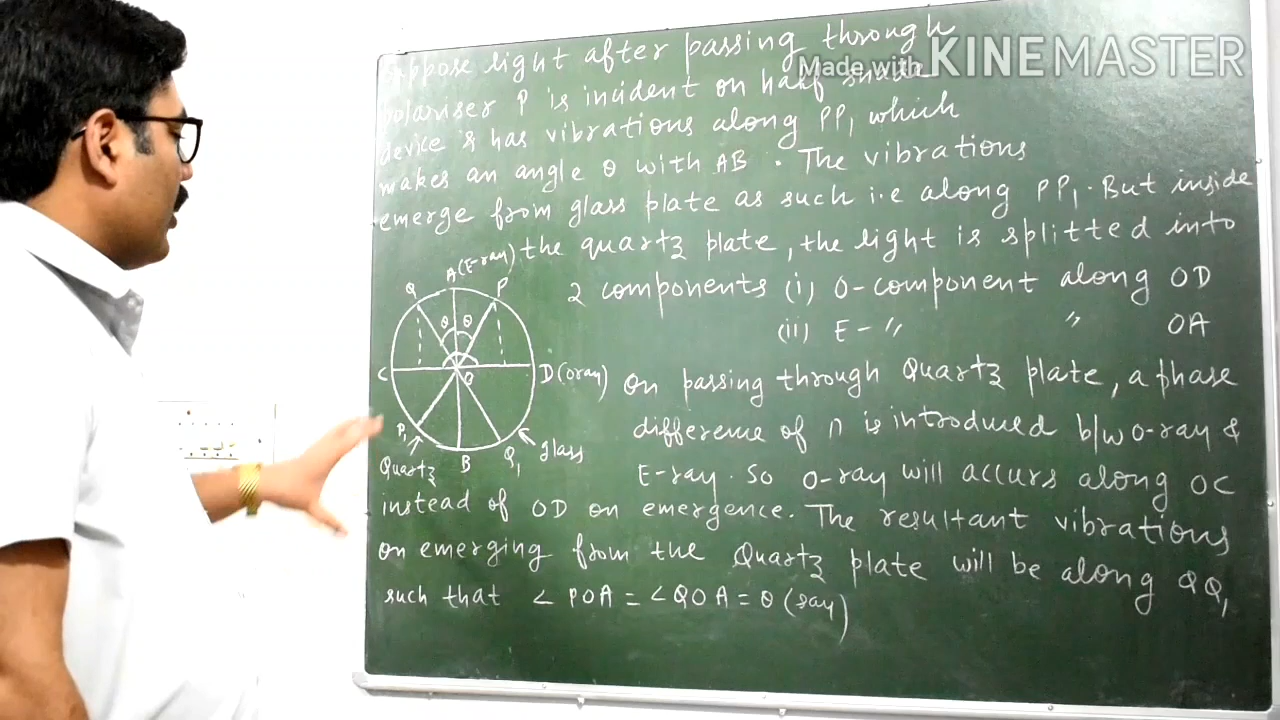 Suppose light after passing through
Made with KINEMASTER
polariser P is incident on half shade
device & has vibrations along PP₁ which
makes an angle θ with AB. The vibrations
emerge from glass plate as such i.e along PP₁. But inside
the quartz plate, the light is splitted into
2 components (i) O-component along OD
(ii) E- " " OA
On passing through Quartz plate, a phase
difference of π is introduced b/w O-ray &
E-ray. So O-ray will accurs along OC
instead of OD on emergence. The resultant vibrations
on emerging from the Quartz plate will be along QQ₁
such that ∠ POA = ∠ QOA = θ (say)
A (E-ray)
Q P
θ θ
C O D (O ray)
P₁ B Q₁
Quartz glass